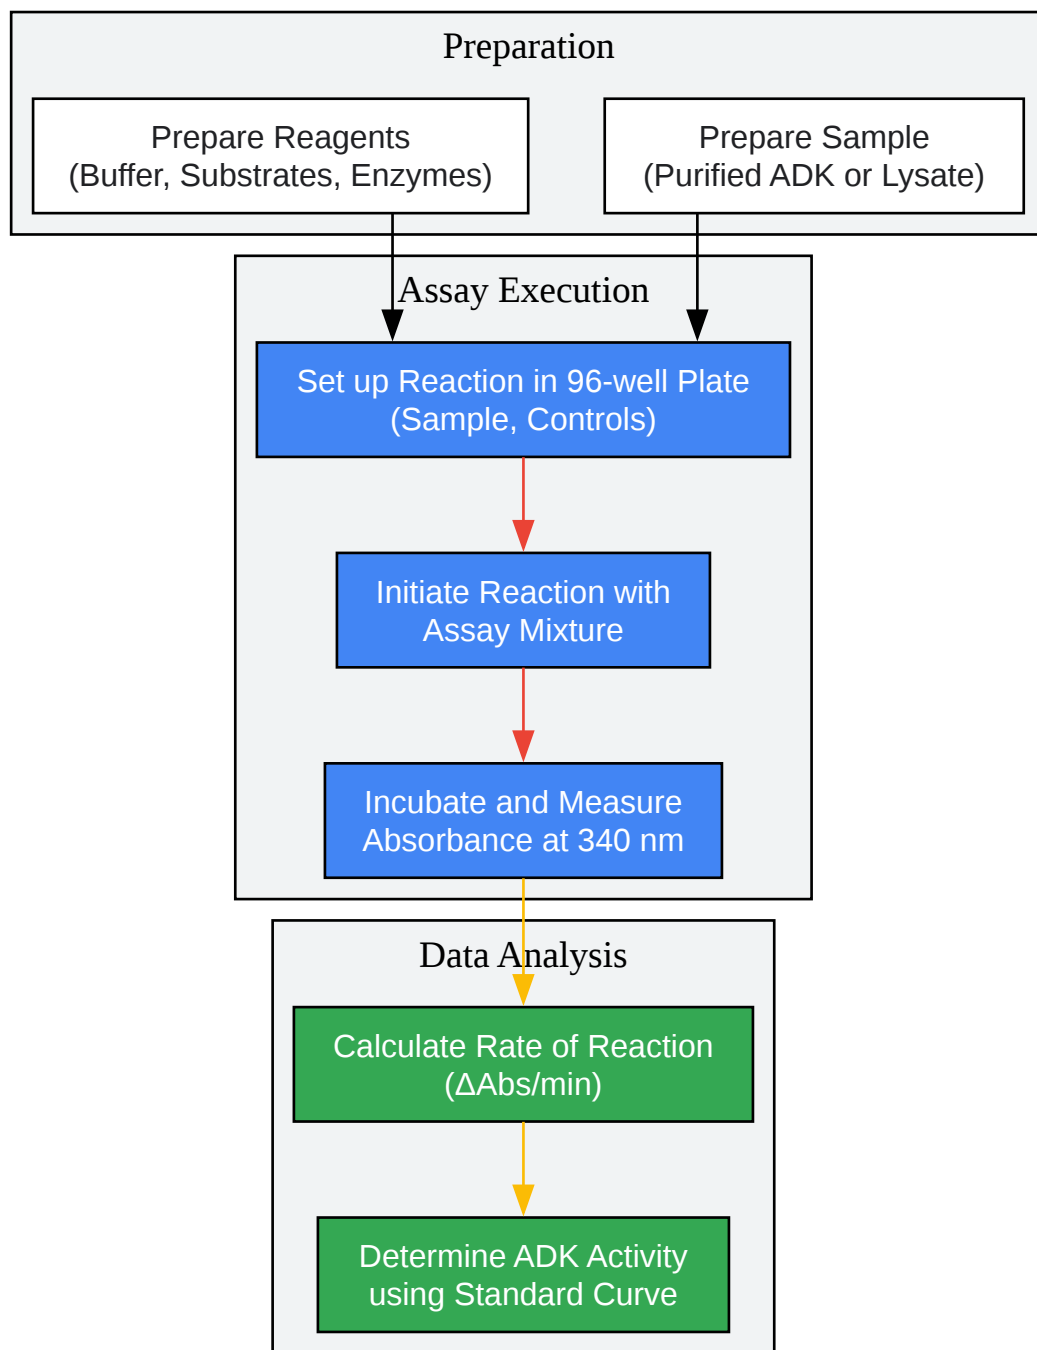 Preparation
Prepare Reagents
(Buffer, Substrates, Enzymes)
Prepare Sample
(Purified ADK or Lysate)
Assay Execution
Set up Reaction in 96-well Plate
(Sample, Controls)
Initiate Reaction with
Assay Mixture
Incubate and Measure
Absorbance at 340 nm
Data Analysis
Calculate Rate of Reaction
(ΔAbs/min)
Determine ADK Activity
using Standard Curve